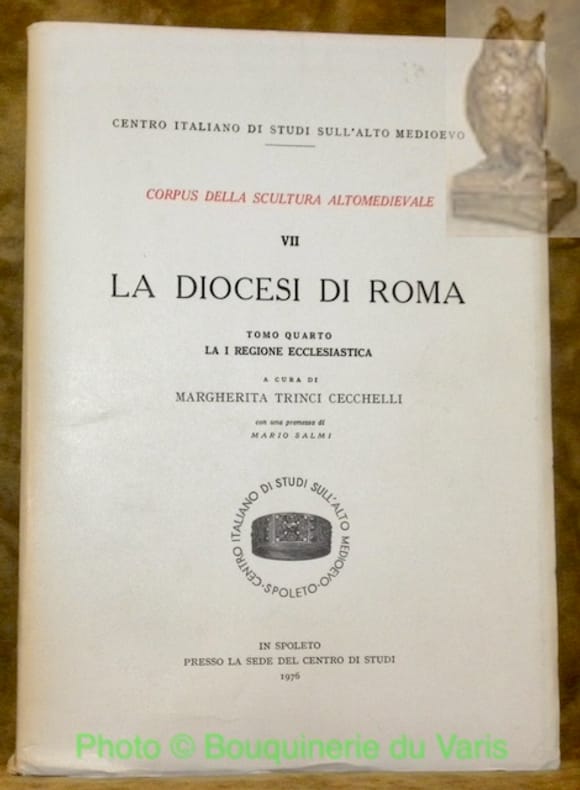 CENTRO ITALIANO DI STUDI SULL'ALTO MEDIOEVO
CORPUS DELLA SCULTURA ALTOMEDIEVALE
VII
LA DIOCESI DI ROMA
TOMO QUARTO
LA I REGIONE ECCLESIASTICA
A CURA DI
MARGHERITA TRINCI CECCHELLI
con una premessa di
MARIO SALMI
·CENTRO ITALIANO DI STUDI SULL'ALTO MEDIOEVO·SPOLETO
IN SPOLETO
PRESSO LA SEDE DEL CENTRO DI STUDI
1976
Photo © Bouquinerie du Varis